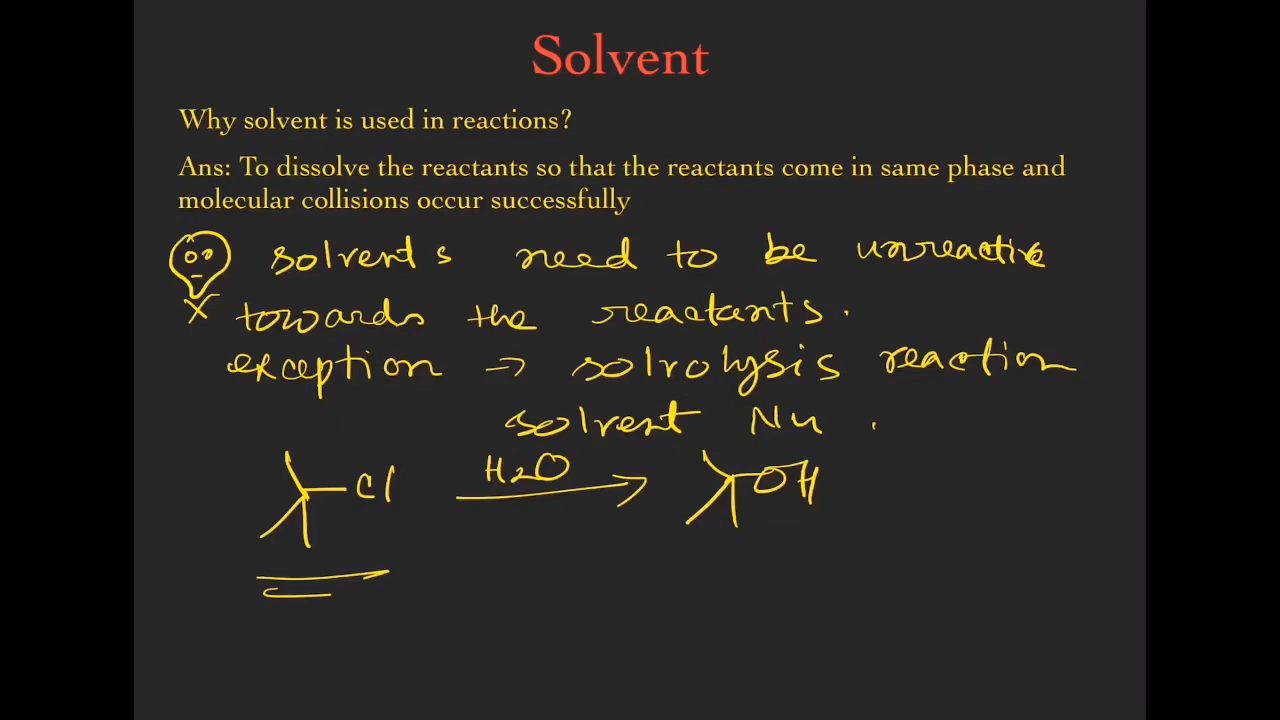 Solvent
Why solvent is used in reactions?
Ans: To dissolve the reactants so that the reactants come in same phase and
molecular collisions occur successfully
solvents need to be unreactive
towards the reactants.
exception → solvolysis reaction
solvent Nu .
Cl H2O OH